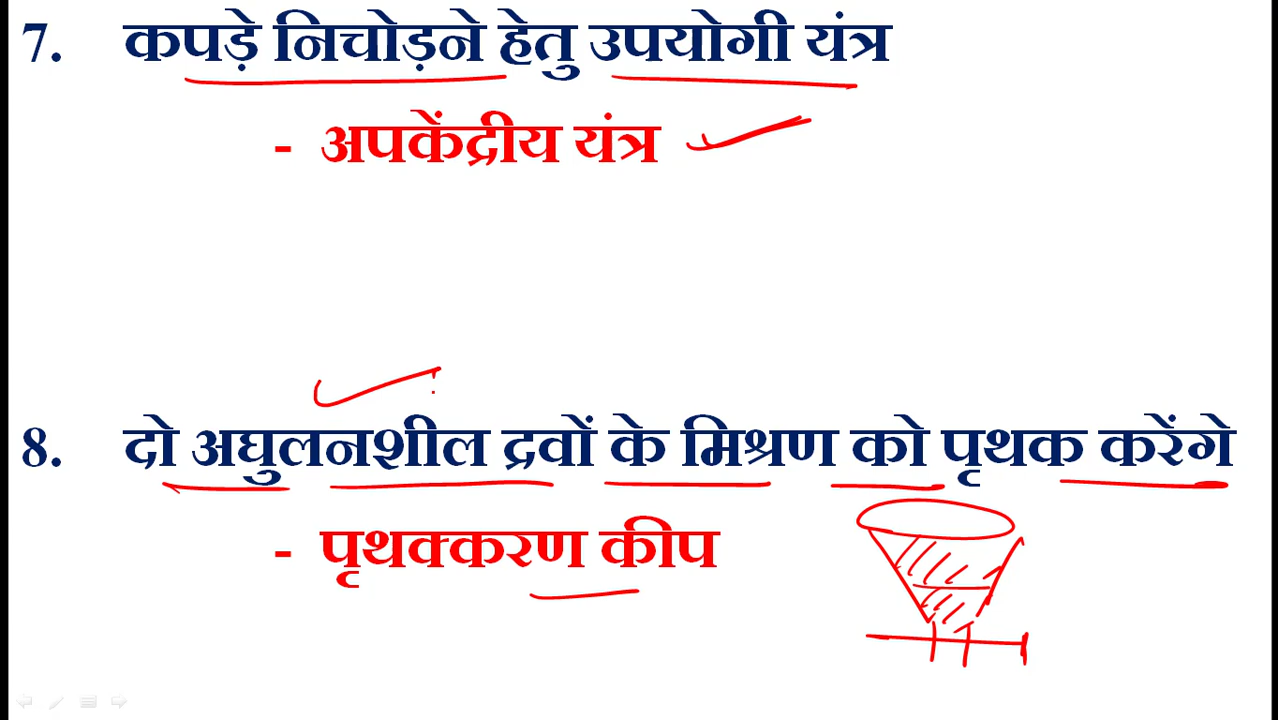 7. कपड़े निचोड़ने हेतु उपयोगी यंत्र
- अपकेंद्रीय यंत्र
8. दो अघुलनशील द्रवों के मिश्रण को पृथक करेंगे
- पृथक्करण कीप